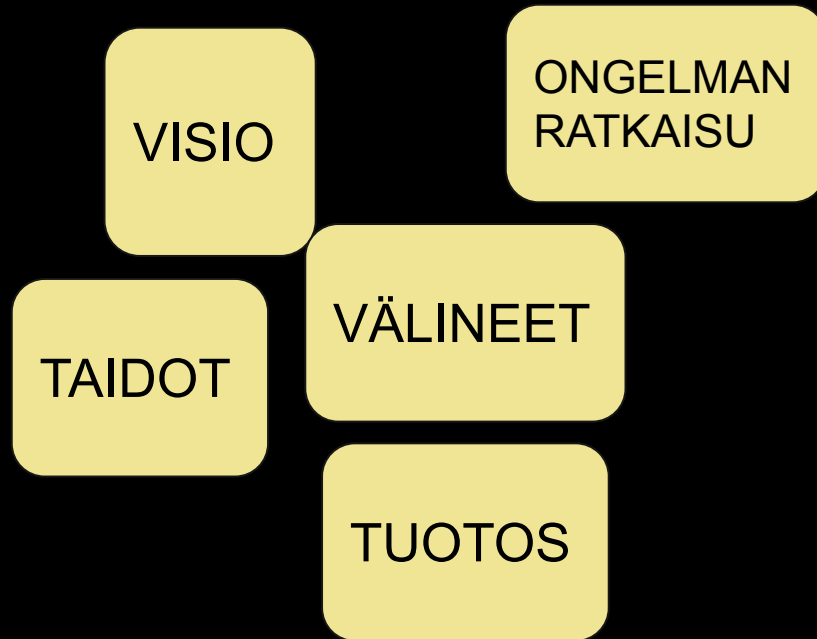 VISIO
ONGELMAN
RATKAISU
VÄLINEET
TAIDOT
TUOTOS